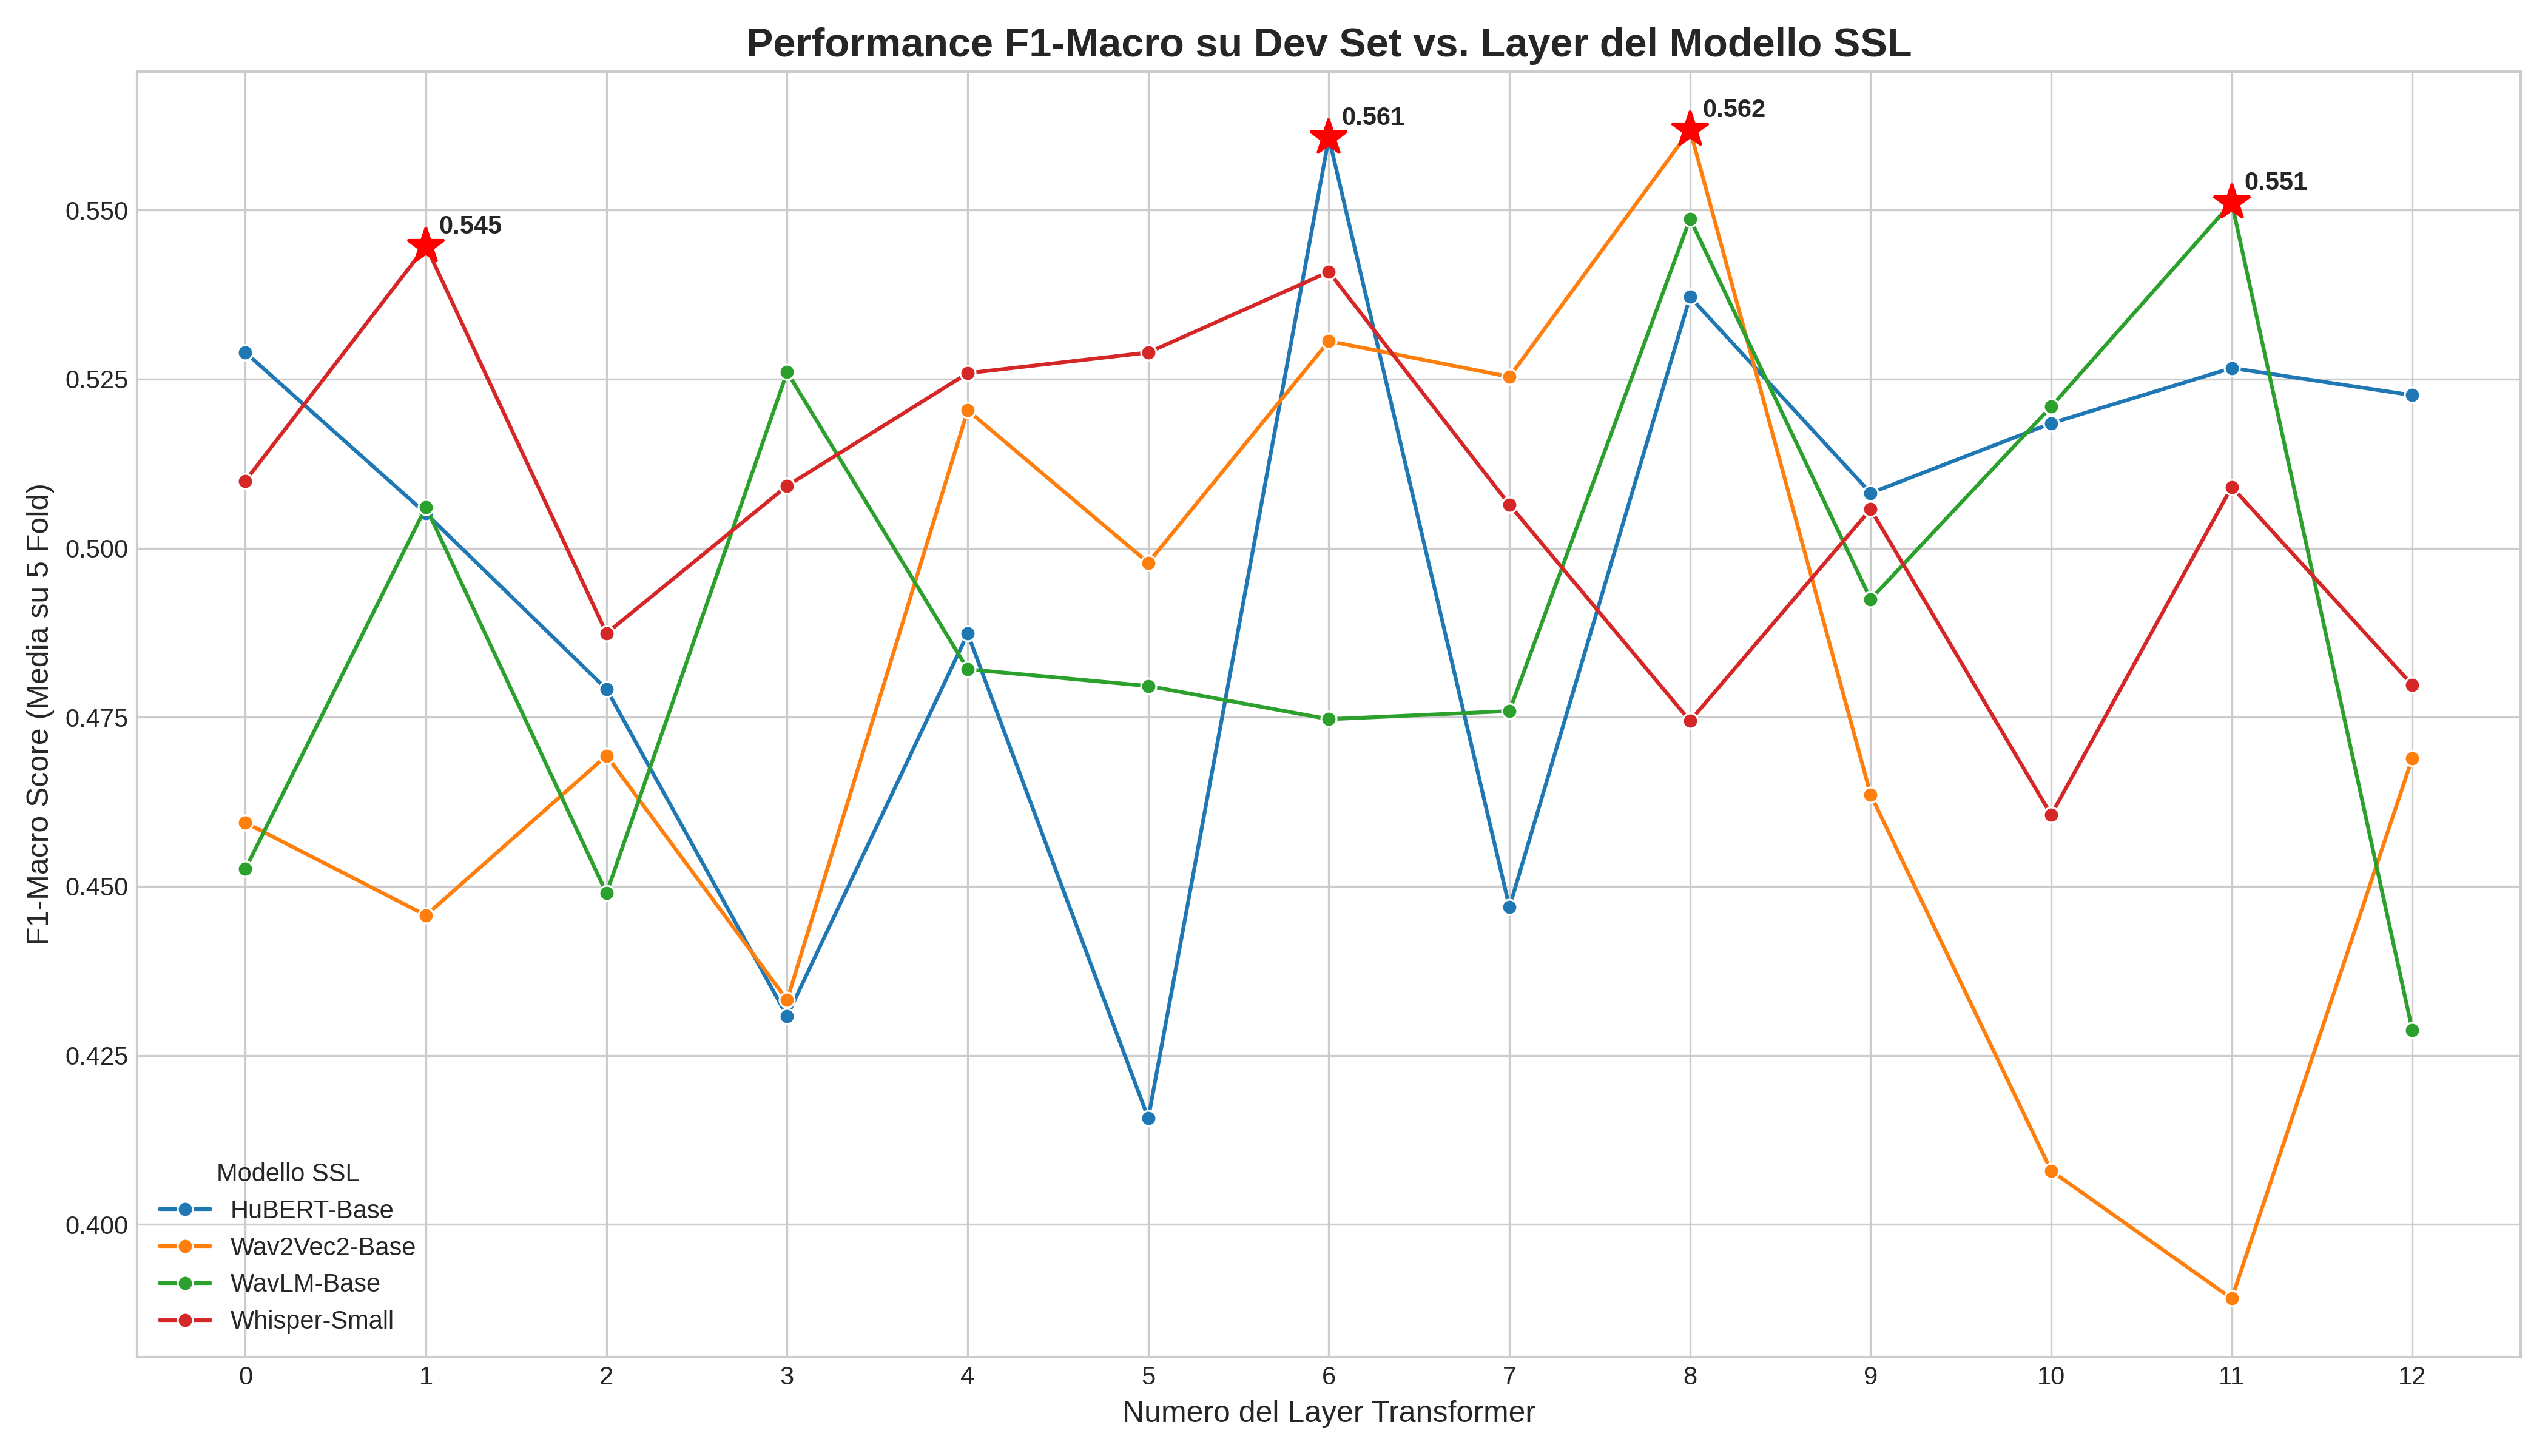 Performance F1-Macro su Dev Set vs. Layer del Modello SSL
F1-Macro Score (Media su 5 Fold)
0.550
0.525
0.500
0.475
0.450
0.425
0.400
0.545
0.561
0.562
0.551
Modello SSL
HuBERT-Base
Wav2Vec2-Base
WavLM-Base
Whisper-Small
0 1 2 3 4 5 6 7 8 9 10 11 12
Numero del Layer Transformer